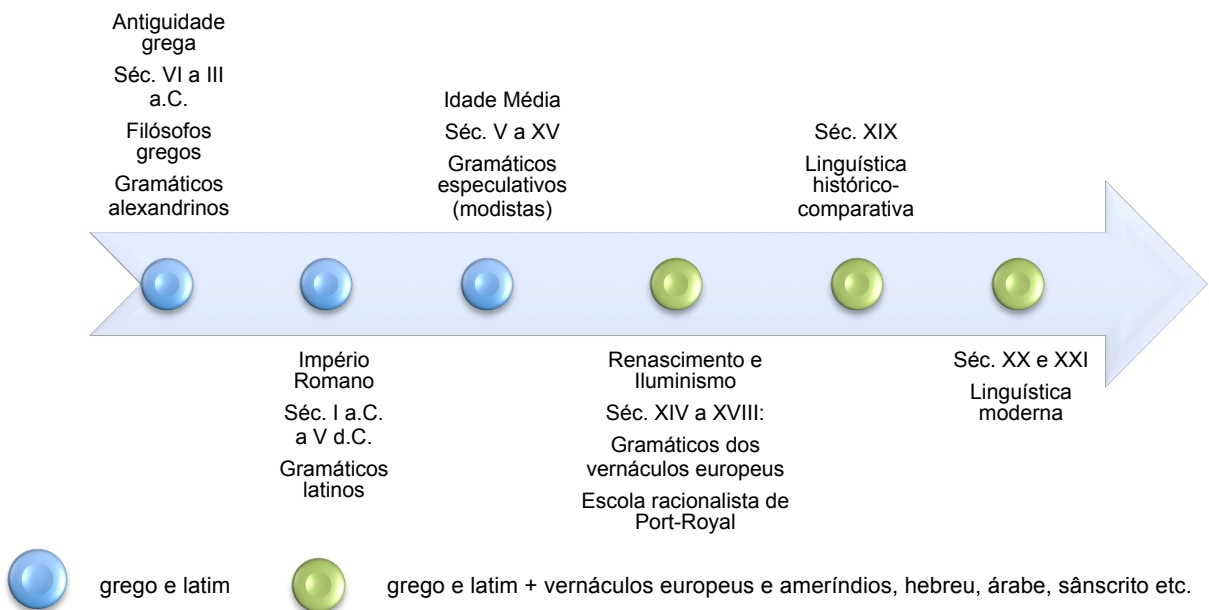 Antiguidade
grega
Séc. VI a III
a.C.
Filósofos
gregos
Gramáticos
alexandrinos
Império
Romano
Séc. I a.C.
a V d.C.
Gramáticos
latinos
Idade Média
Séc. V a XV
Gramáticos
especulativos
(modistas)
Renascimento e
Iluminismo
Séc. XIV a XVIII:
Gramáticos dos
vernáculos europeus
Escola racionalista de
Port-Royal
Séc. XIX
Linguística
histórico-
comparativa
Séc. XX e XXI
Linguística
moderna
grego e latim
grego e latim + vernáculos europeus e ameríndios, hebreu, árabe, sânscrito etc.